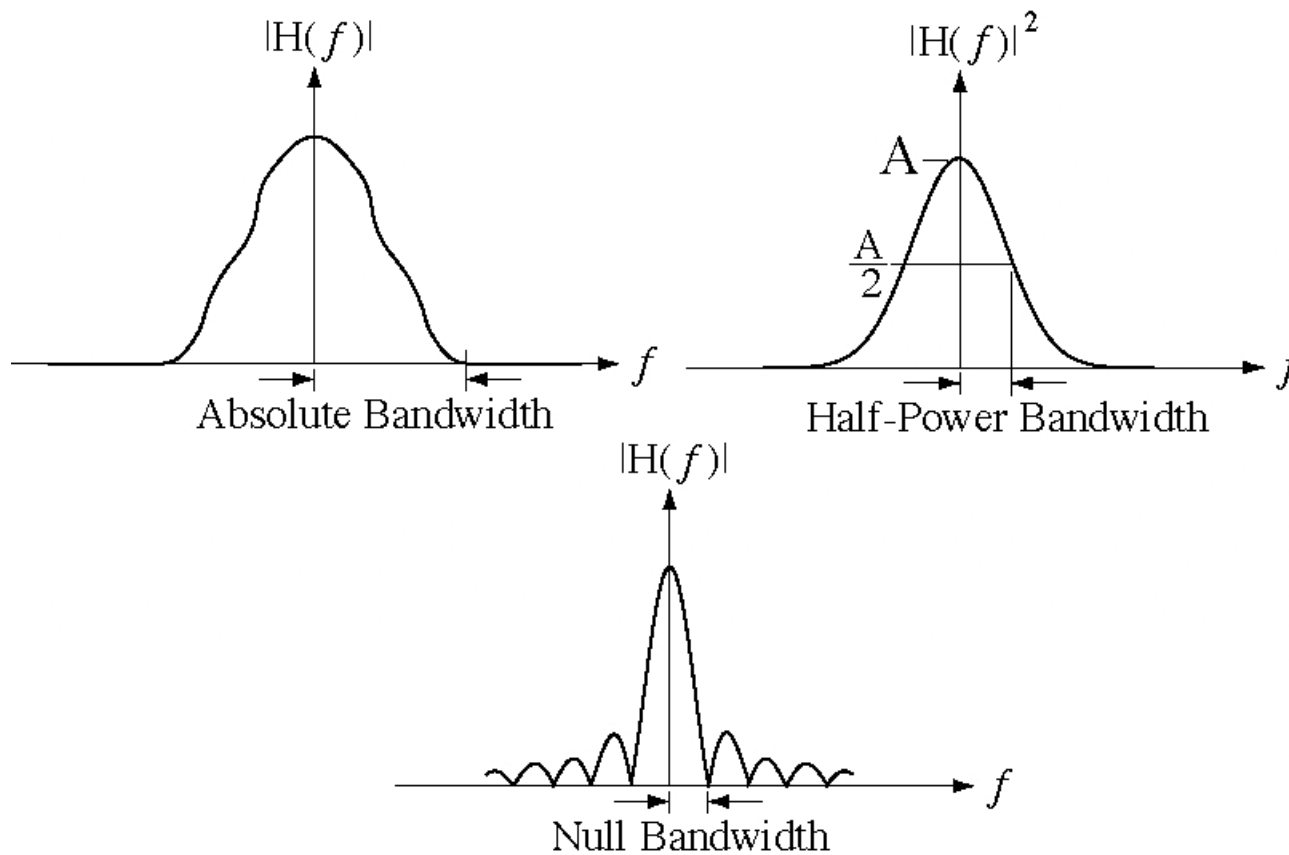 |H(f)|
f
Absolute Bandwidth
|H(f)|²
A
A
2
f
Half-Power Bandwidth
|H(f)|
f
Null Bandwidth